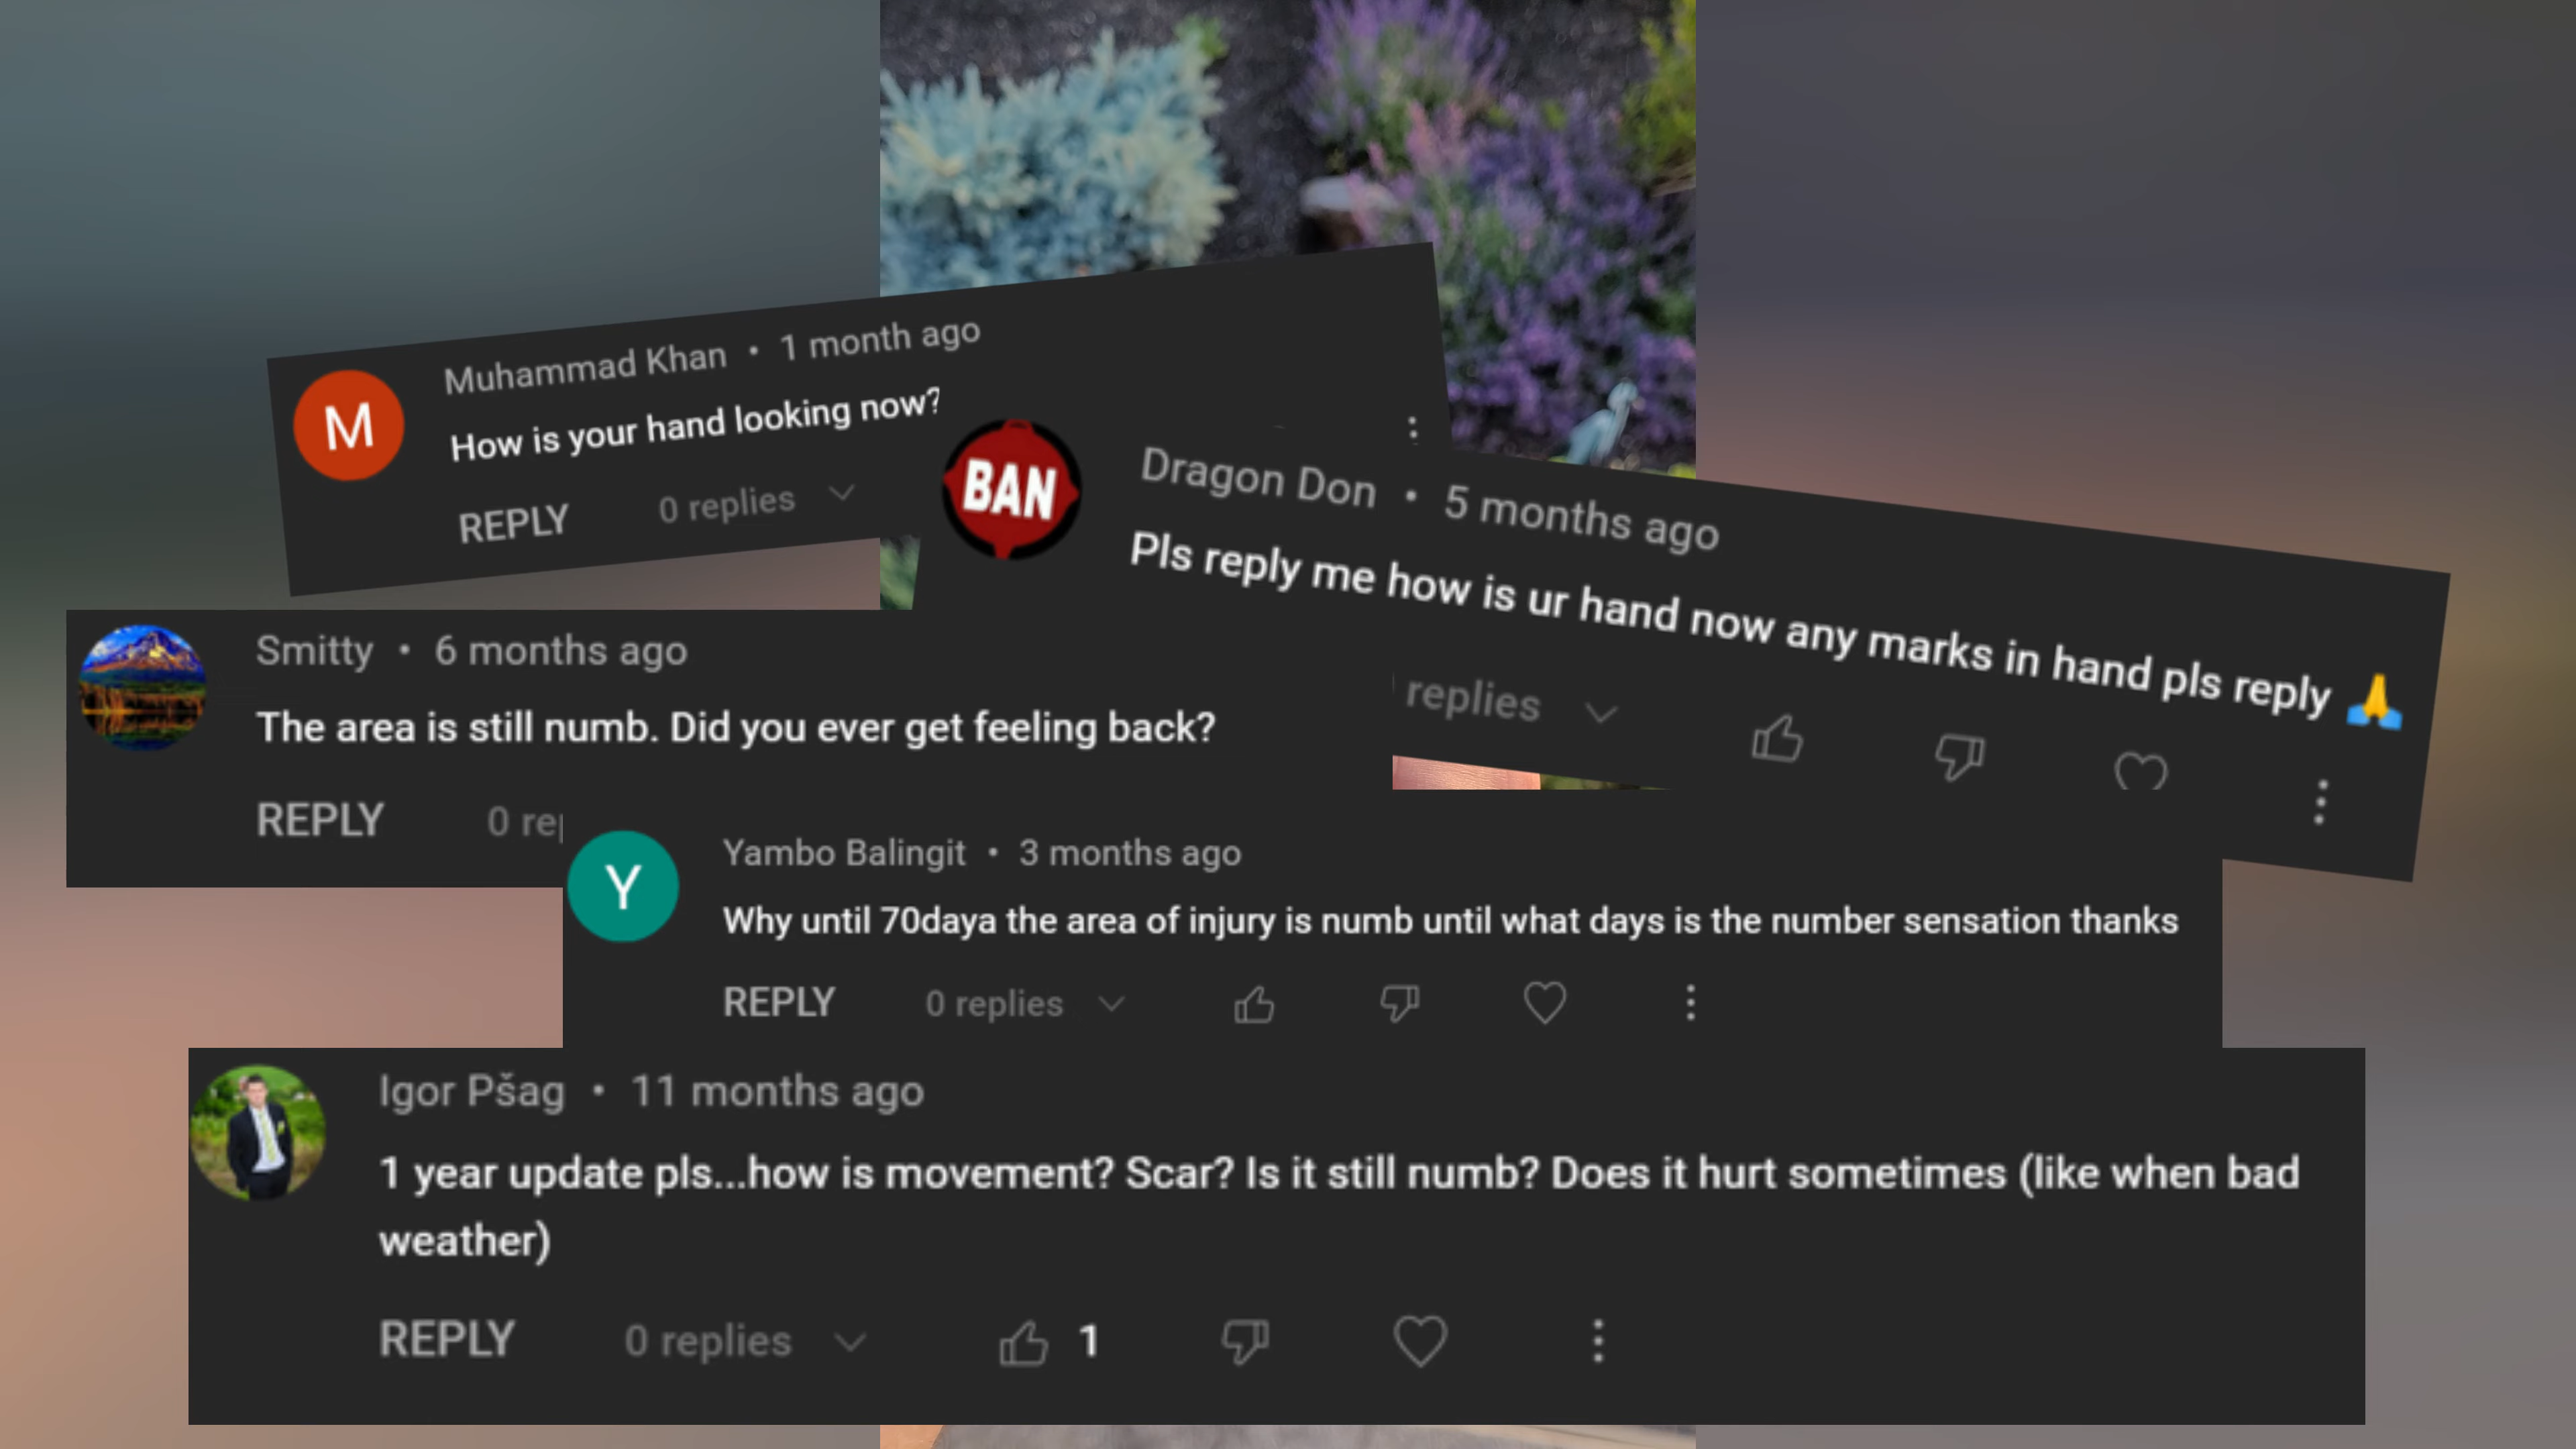 Muhammad Khan • 1 month ago
M
How is your hand looking now?
REPLY 0 replies
BAN
Dragon Don • 5 months ago
Pls reply me how is ur hand now any marks in hand pls reply 🙏
replies
Smitty • 6 months ago
The area is still numb. Did you ever get feeling back?
REPLY 0 re
Y
Yambo Balingit • 3 months ago
Why until 70daya the area of injury is numb until what days is the number sensation thanks
REPLY 0 replies
Igor Pšag • 11 months ago
1 year update pls...how is movement? Scar? Is it still numb? Does it hurt sometimes (like when bad
weather)
REPLY 0 replies 1